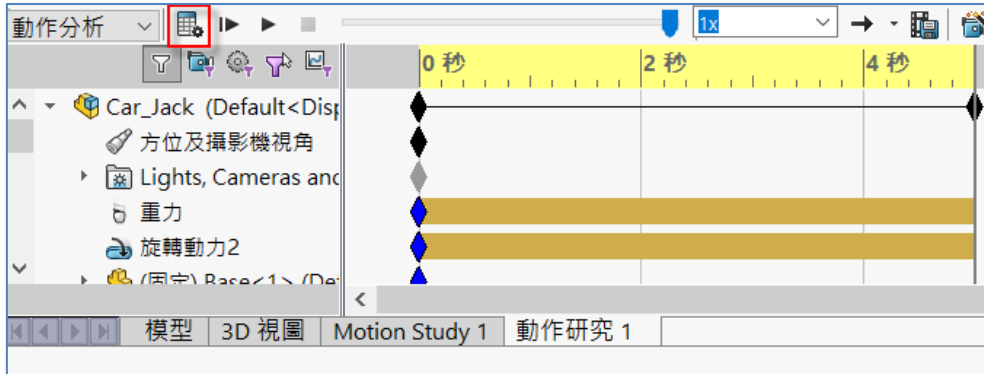 動作分析 1x
0 秒 2 秒 4 秒
Car_Jack (Default<Disp
方位及攝影機視角
Lights, Cameras and
重力
旋轉動力2
(固定) Base<1> (De
模型 3D 視圖 Motion Study 1 動作研究 1